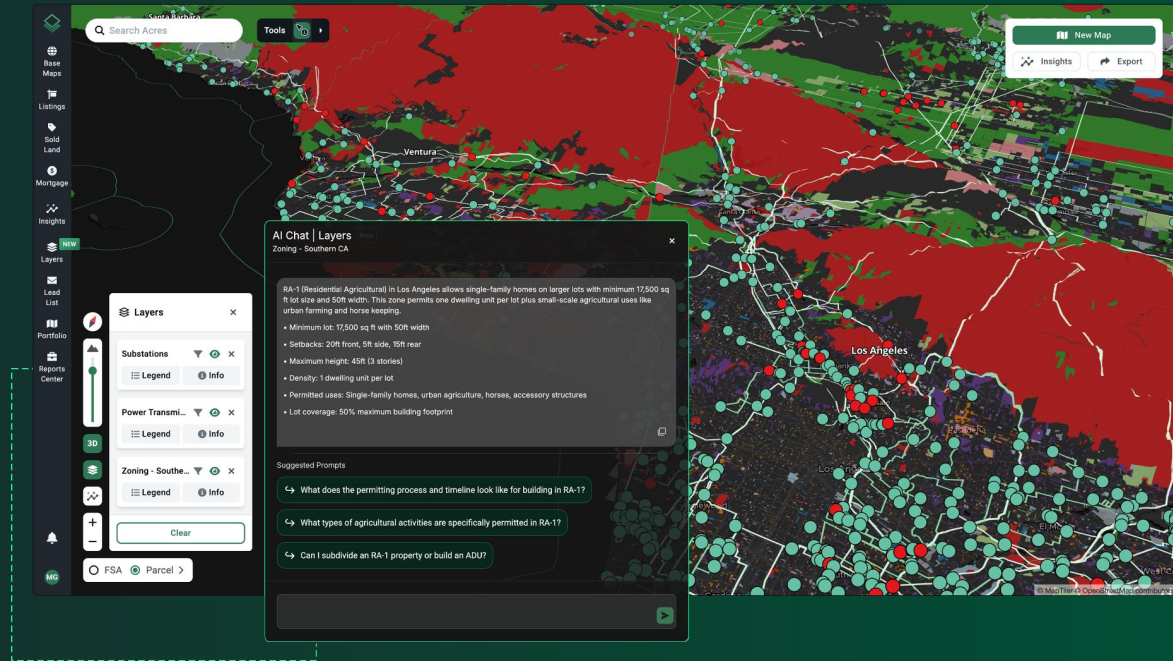 Santa Barbara
Search Acres
Tools
New Map
Insights
Export
Base
Maps
Listings
Sold
Land
Mortgage
Insights
NEW
Layers
Lead
List
Portfolio
Reports
Center
MG
Ventura
Los Angeles
Layers
Substations
Legend
Info
Power Transmi...
Legend
Info
Zoning - Southe...
Legend
Info
Clear
3D
+
−
FSA
Parcel
AI Chat | Layers
Zoning - Southern CA
RA-1 (Residential Agricultural) in Los Angeles allows single-family homes on larger lots with minimum 17,500 sq
ft lot size and 50ft width. This zone permits one dwelling unit per lot plus small-scale agricultural uses like
urban farming and horse keeping.
• Minimum lot: 17,500 sq ft with 50ft width
• Setbacks: 20ft front, 5ft side, 15ft rear
• Maximum height: 45ft (3 stories)
• Density: 1 dwelling unit per lot
• Permitted uses: Single-family homes, urban agriculture, horses, accessory structures
• Lot coverage: 50% maximum building footprint
Suggested Prompts
What does the permitting process and timeline look like for building in RA-1?
What types of agricultural activities are specifically permitted in RA-1?
Can I subdivide an RA-1 property or build an ADU?
© MapTiler © OpenStreetMap contributors